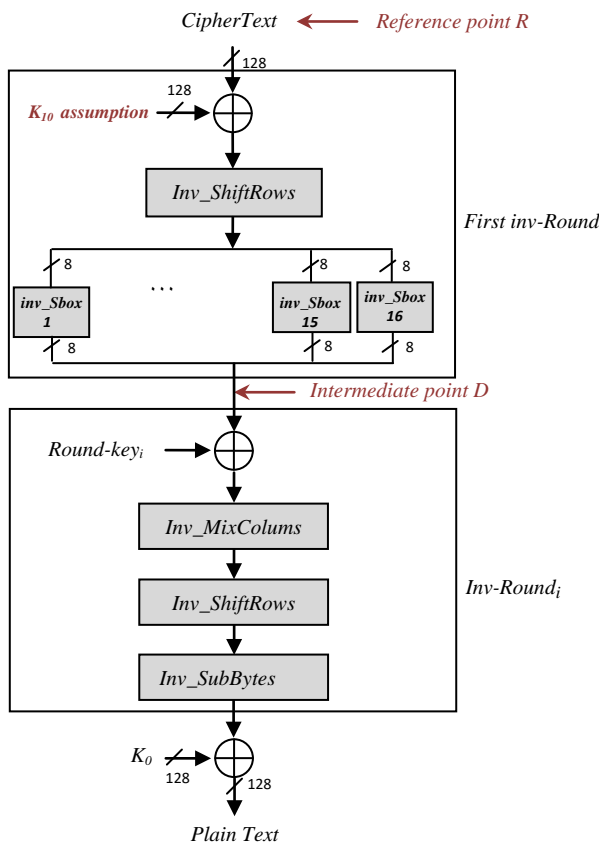 CipherText
Reference point R
128
128
K10 assumption
Inv_ShiftRows
First inv-Round
8
8
8
...
inv_Sbox
1
inv_Sbox
15
inv_Sbox
16
8
8
8
Intermediate point D
Round-keyi
Inv_MixColums
Inv_ShiftRows
Inv-Roundi
Inv_SubBytes
K0
128
128
Plain Text